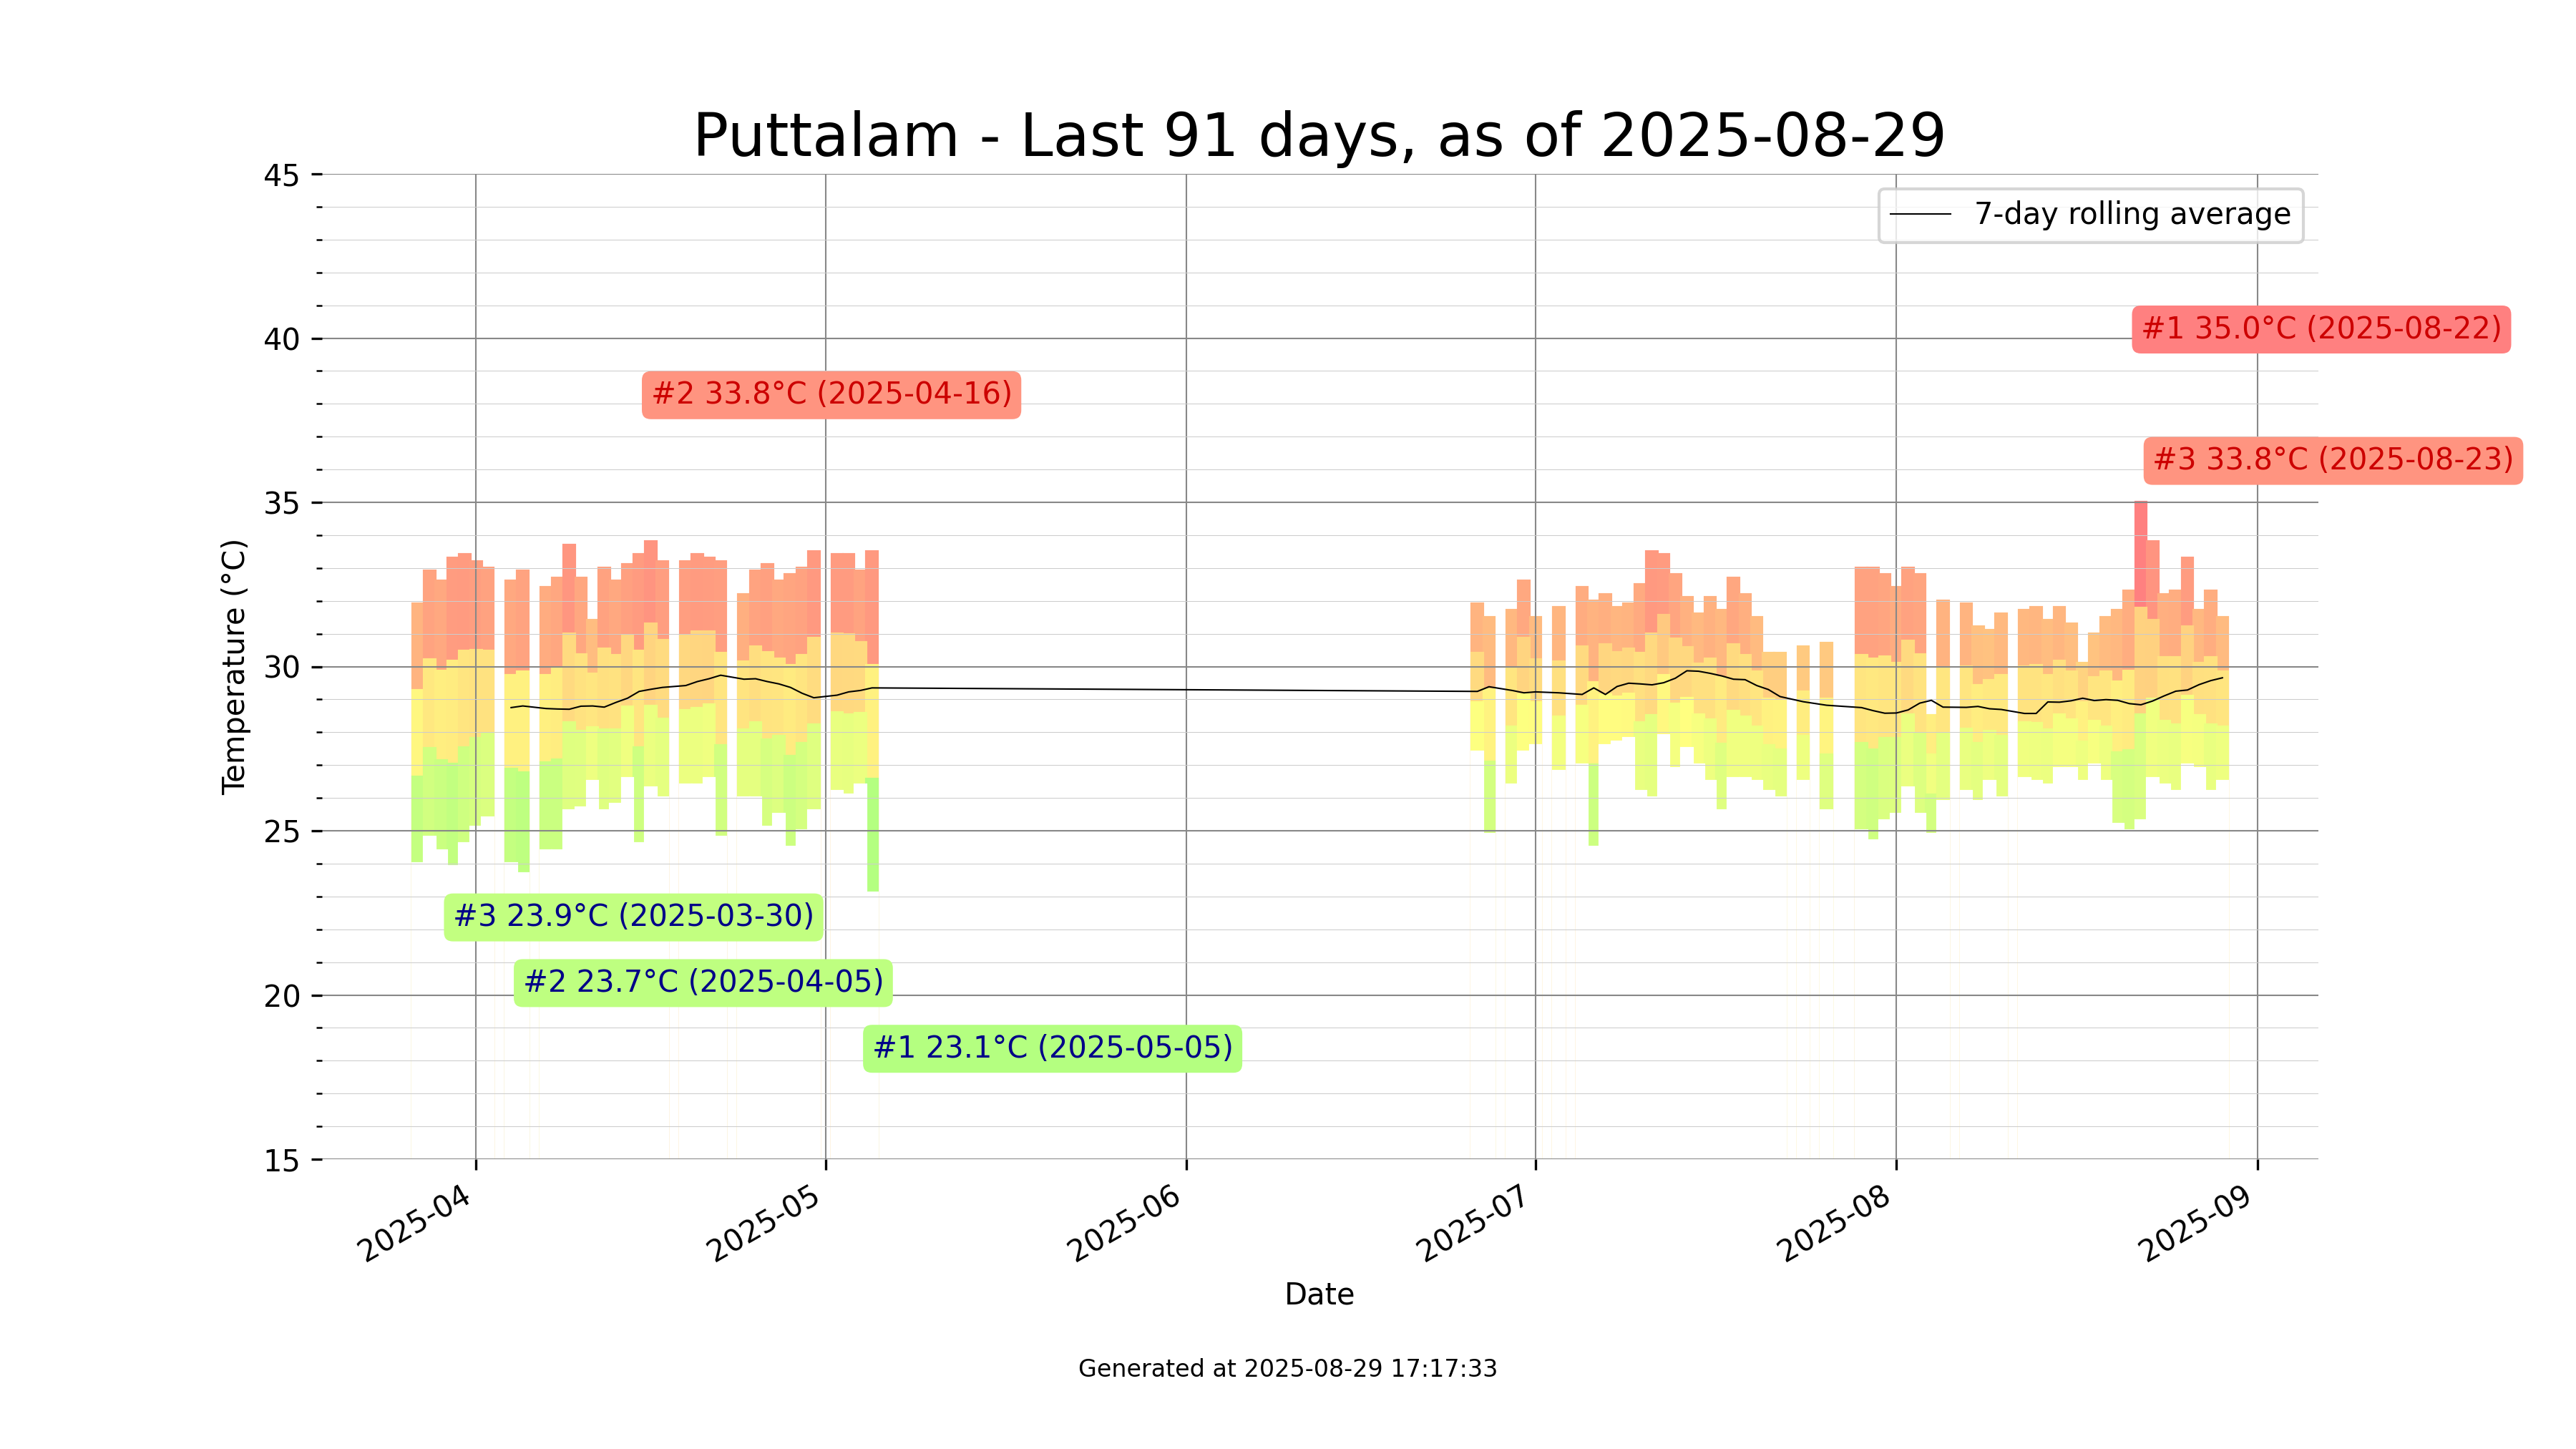 Puttalam - Last 91 days, as of 2025-08-29
7-day rolling average
45
40
35
30
25
20
15
Temperature (°C)
#1 35.0°C (2025-08-22)
#2 33.8°C (2025-04-16)
#3 33.8°C (2025-08-23)
#3 23.9°C (2025-03-30)
#2 23.7°C (2025-04-05)
#1 23.1°C (2025-05-05)
2025-04
2025-05
2025-06
2025-07
2025-08
2025-09
Date
Generated at 2025-08-29 17:17:33